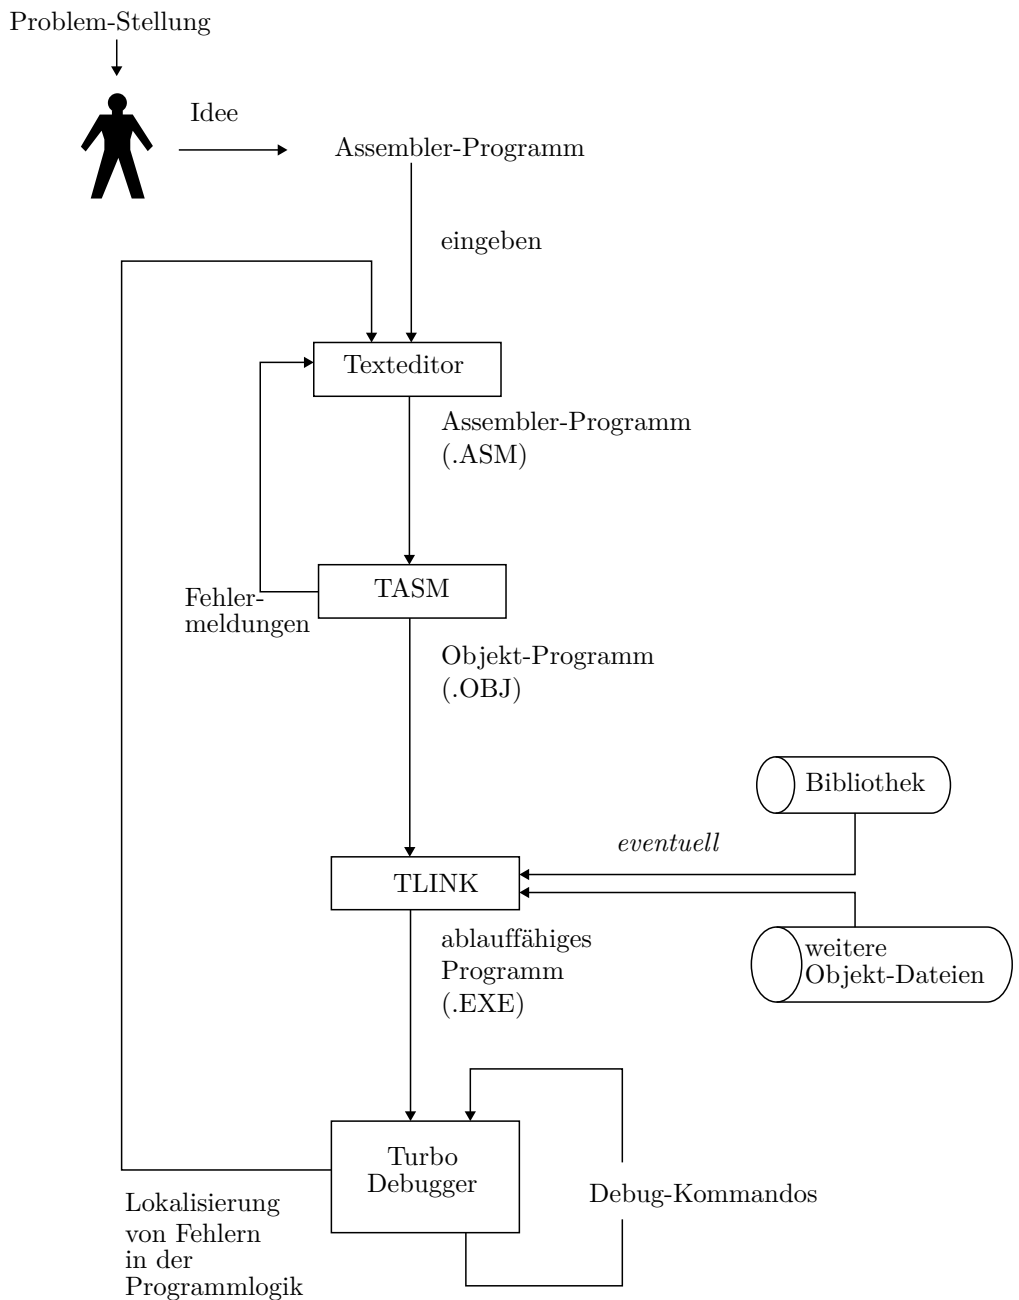 Problem-Stellung
Idee
Assembler-Programm
eingeben
Texteditor
Assembler-Programm
(.ASM)
TASM
Fehler-
meldungen
Objekt-Programm
(.OBJ)
Bibliothek
eventuell
TLINK
ablauffähiges
Programm
(.EXE)
weitere
Objekt-Dateien
Turbo
Debugger
Debug-Kommandos
Lokalisierung
von Fehlern
in der
Programmlogik